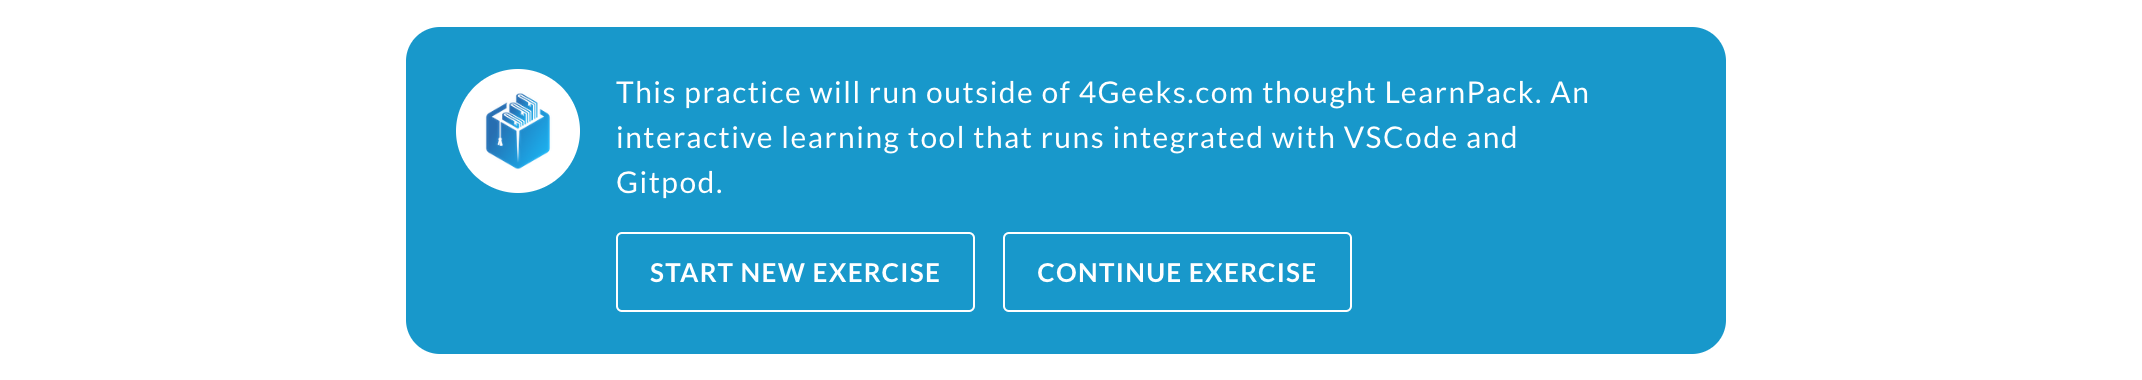 This practice will run outside of 4Geeks.com thought LearnPack. An
interactive learning tool that runs integrated with VSCode and
Gitpod.
START NEW EXERCISE
CONTINUE EXERCISE